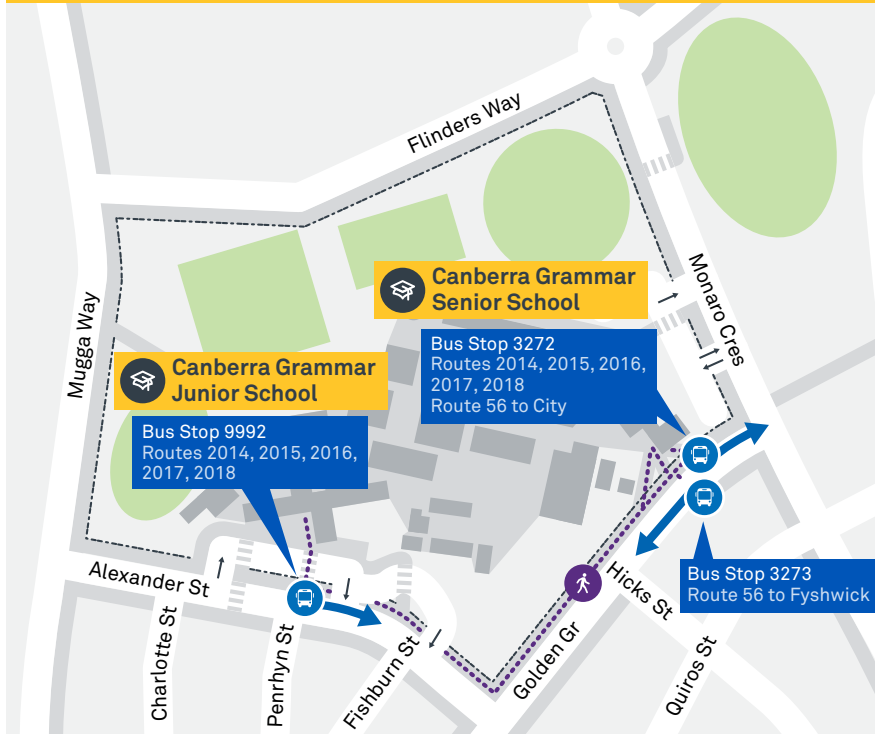 Flinders Way
Canberra Grammar
Senior School
Monaro Cres
Mugga Way
Bus Stop 3272
Routes 2014, 2015, 2016,
2017, 2018
Route 56 to City
Canberra Grammar
Junior School
Bus Stop 9992
Routes 2014, 2015, 2016,
2017, 2018
Bus Stop 3273
Route 56 to Fyshwick
Alexander St
Charlotte St
Penrhyn St
Fishburn St
Golden Gr
Hicks St
Quiros St